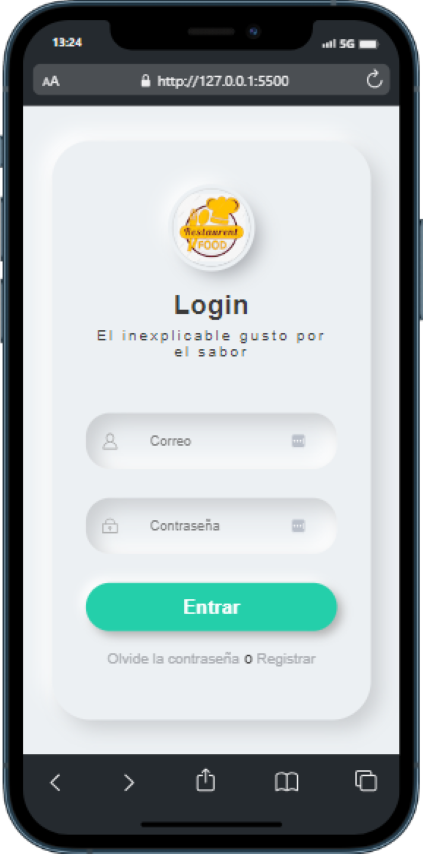 13:24
5G
AA
http://127.0.0.1:5500
Restaurent
FOOD
Login
El inexplicable gusto por
el sabor
Correo
Contraseña
Entrar
Olvide la contraseña O Registrar